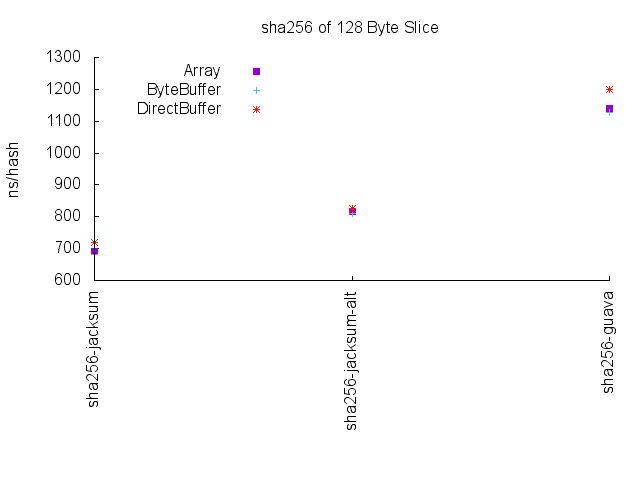 sha256 of 128 Byte Slice
1300
1200
1100
1000
900
800
700
600
ns/hash
Array
ByteBuffer
DirectBuffer
sha256-jacksum
sha256-jacksum-alt
sha256-guava